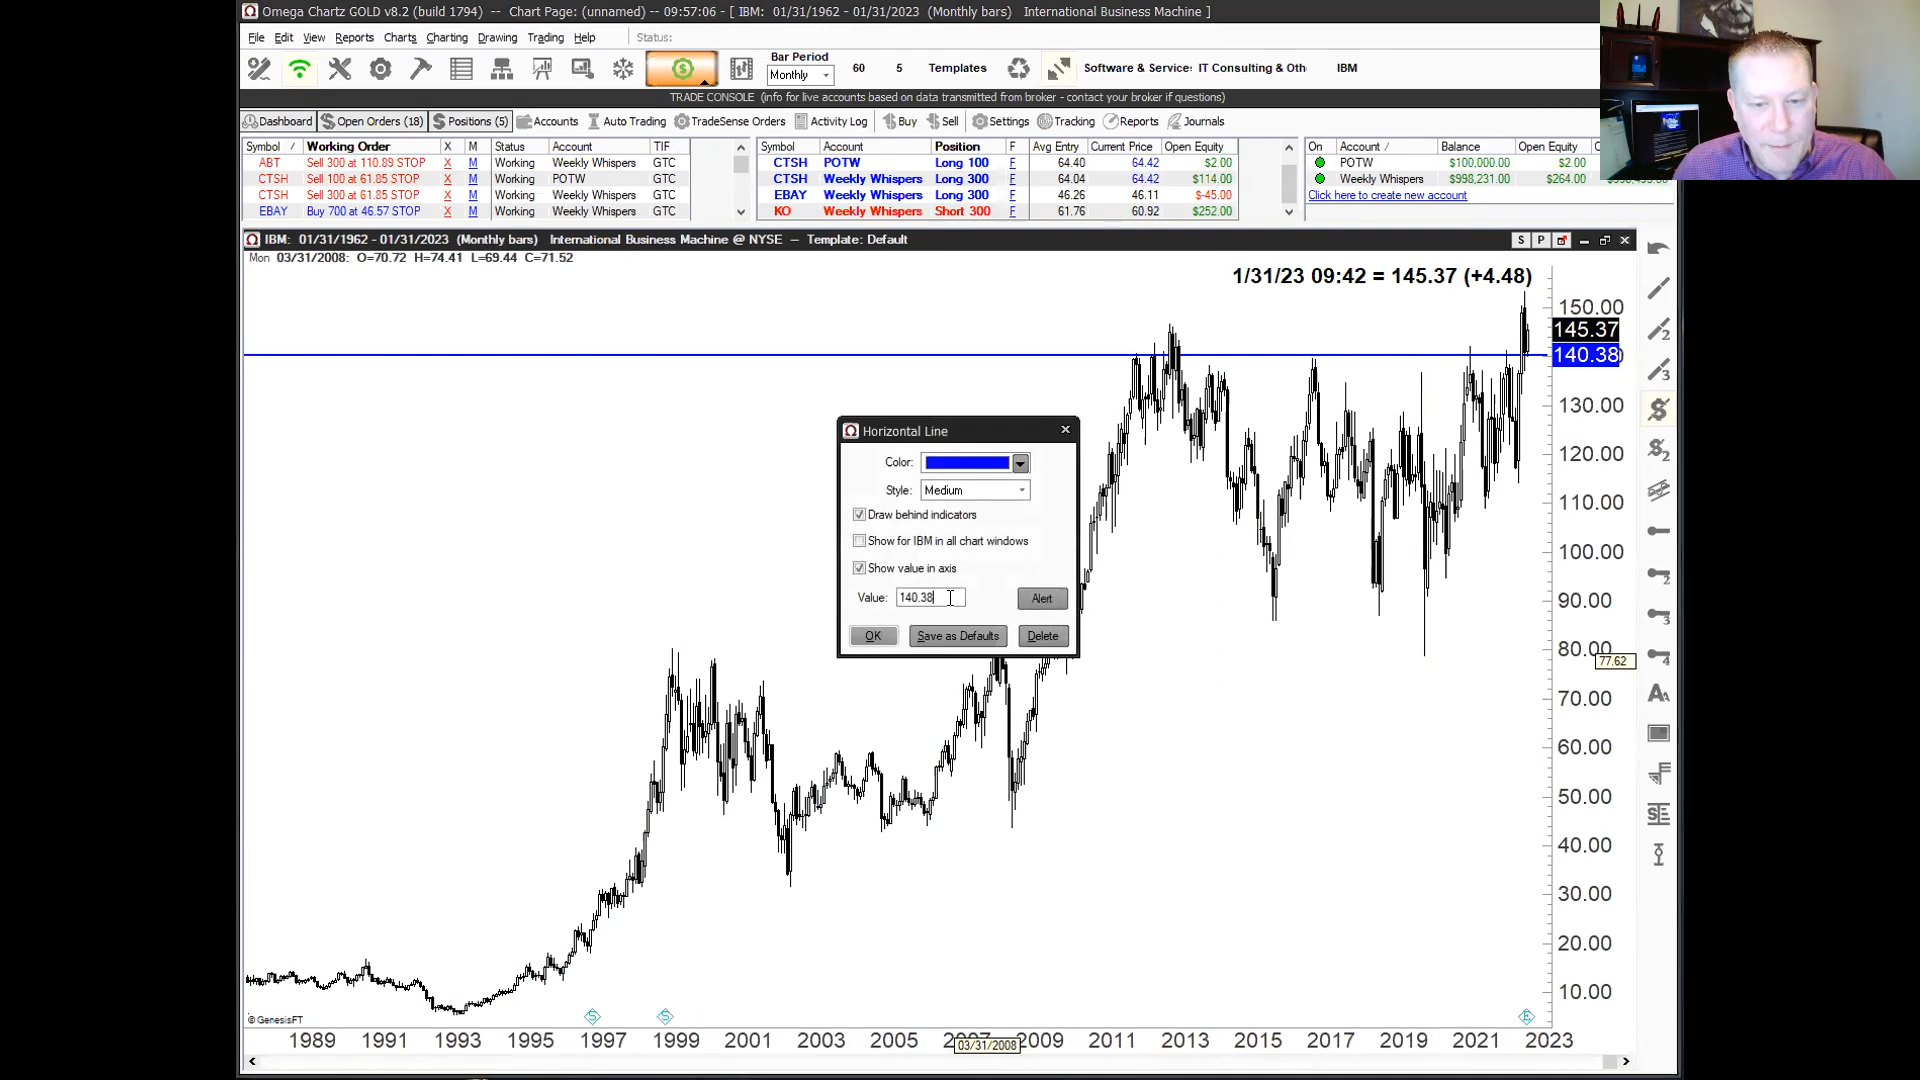 Omega Chartz GOLD v8.2 (build 1794) -- Chart Page: (unnamed) -- 09:57:06 - [ IBM: 01/31/1962 - 01/31/2023 (Monthly bars) International Business Machine ]
File Edit View Reports Charts Charting Drawing Trading Help Status:
Bar Period
Monthly 60 5 Templates Software & Service: IT Consulting & Oth IBM
TRADE CONSOLE (info for live accounts based on data transmitted from broker - contact your broker if questions)
Dashboard Open Orders (18) Positions (5) Accounts Auto Trading TradeSense Orders Activity Log Buy Sell Settings Tracking Reports Journals
Symbol Working Order X M Status Account TIF
ABT Sell 300 at 110.89 STOP X M Working Weekly Whispers GTC
CTSH Sell 100 at 61.85 STOP X M Working POTW GTC
CTSH Sell 300 at 61.85 STOP X M Working Weekly Whispers GTC
EBAY Buy 700 at 46.57 STOP X M Working Weekly Whispers GTC
Symbol Account Position F Avg Entry Current Price Open Equity
CTSH POTW Long 100 F 64.40 64.42 $2.00
CTSH Weekly Whispers Long 300 F 64.04 64.42 $114.00
EBAY Weekly Whispers Long 300 F 46.26 46.11 $-45.00
KO Weekly Whispers Short 300 F 61.76 60.92 $252.00
On Account Balance Open Equity
POTW $100,000.00 $2.00
Weekly Whispers $998,231.00 $264.00
Click here to create new account
IBM: 01/31/1962 - 01/31/2023 (Monthly bars) International Business Machine @ NYSE — Template: Default
S P
Mon 03/31/2008: O=70.72 H=74.41 L=69.44 C=71.52
1/31/23 09:42 = 145.37 (+4.48)
150.00
145.37
140.38
130.00
120.00
110.00
100.00
90.00
80.00
77.62
70.00
60.00
50.00
40.00
30.00
20.00
10.00
Horizontal Line
Color:
Style: Medium
Draw behind indicators
Show for IBM in all chart windows
Show value in axis
Value: 140.38 Alert
OK Save as Defaults Delete
S S E
© GenesisFT
1989 1991 1993 1995 1997 1999 2001 2003 2005 2009 2011 2013 2015 2017 2019 2021 2023
03/31/2008